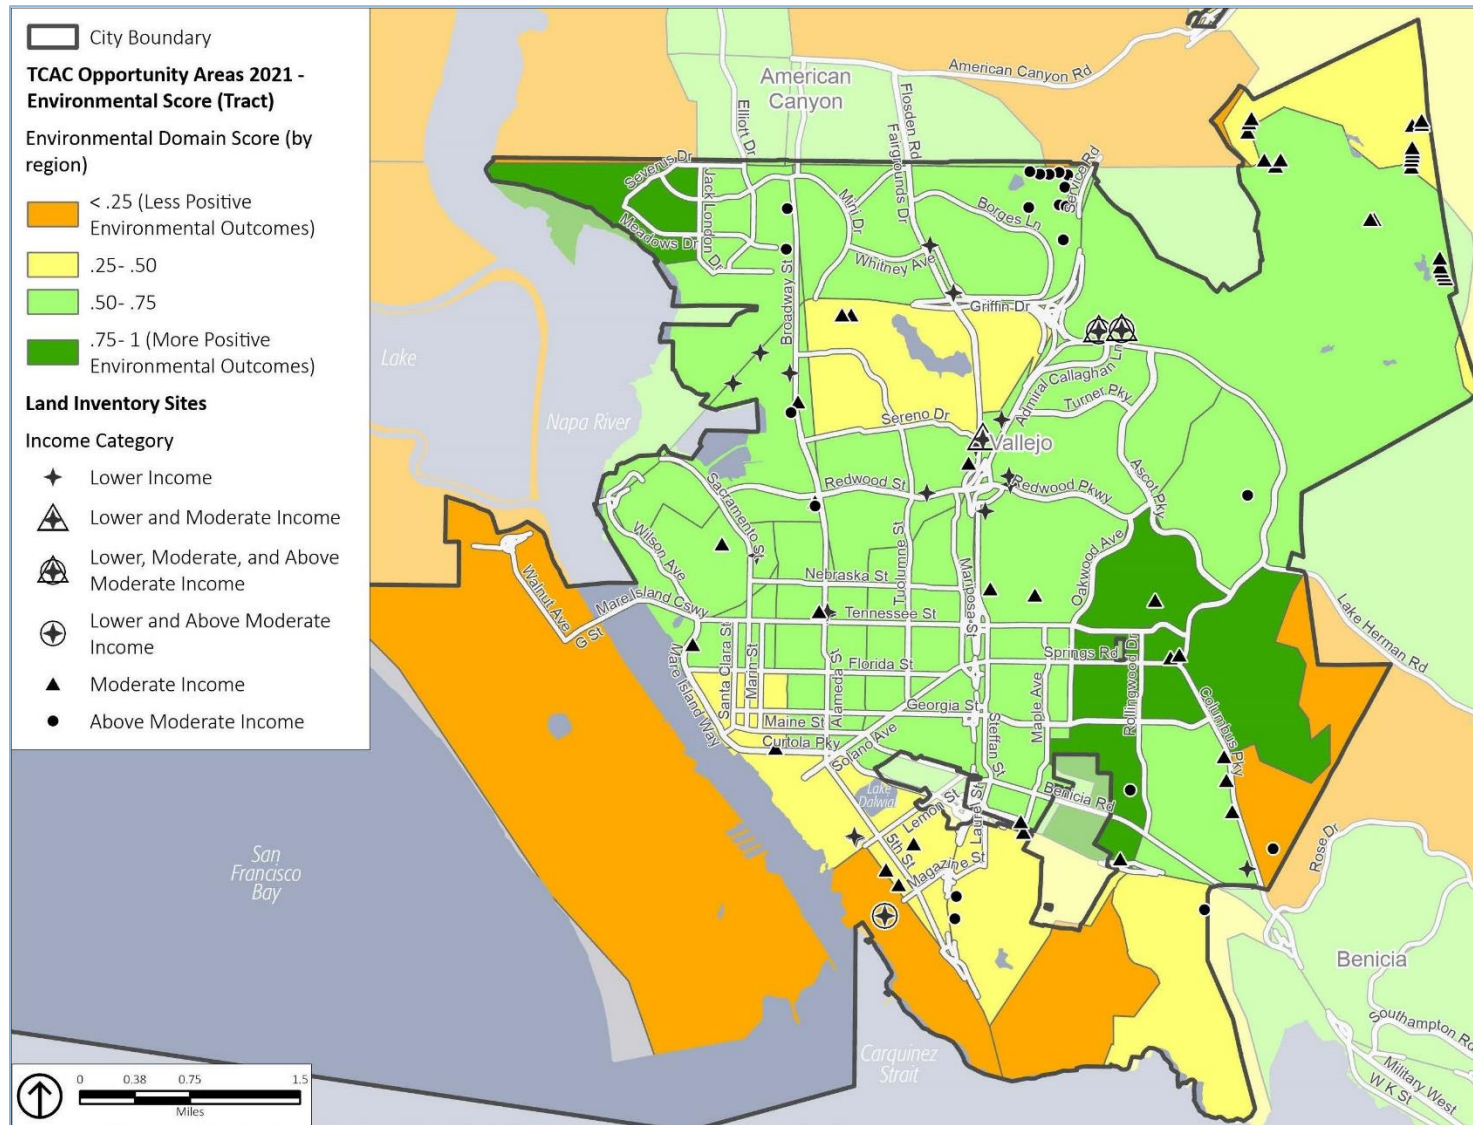 City Boundary
TCAC Opportunity Areas 2021 -
Environmental Score (Tract)
Environmental Domain Score (by
region)
< .25 (Less Positive
Environmental Outcomes)
.25- .50
.50- .75
.75- 1 (More Positive
Environmental Outcomes)
Land Inventory Sites
Income Category
Lower Income
Lower and Moderate Income
Lower, Moderate, and Above
Moderate Income
Lower and Above Moderate
Income
Moderate Income
Above Moderate Income
American
Canyon
American Canyon Rd
Elliott Dr
Flosden Rd
Fairgrounds Dr
Service Rd
Severus Dr
Jack London Dr
Meadows Dr
Broadway St
Mini Dr
Borges Ln
Whitney Ave
Griffin Dr
Lake
Napa River
Admiral Callaghan Ln
Turner Pky
Sereno Dr
Vallejo
Ascot Pky
Redwood St
Redwood Pkwy
Sacramento St
Wilson Ave
Tuolumne St
Mariposa St
Oakwood Ave
Nebraska St
Walnut Ave
G St
Mare Island Cswy
Tennessee St
Lake Herman Rd
Santa Clara St
Marin St
Florida St
Springs Rd
Rollingwood Dr
Mare Island Way
Alameda St
Georgia St
Maple Ave
Columbus Pky
Maine St
Curtola Pky
Solano Ave
Steffan St
Lake
Dalwial
Lemon St
Laurel St
Benicia Rd
Rose Dr
5th St
Magazine St
San
Francisco
Bay
Benicia
Carquinez
Strait
Southampton Rd
Military West
W K St
0 0.38 0.75 1.5
Miles